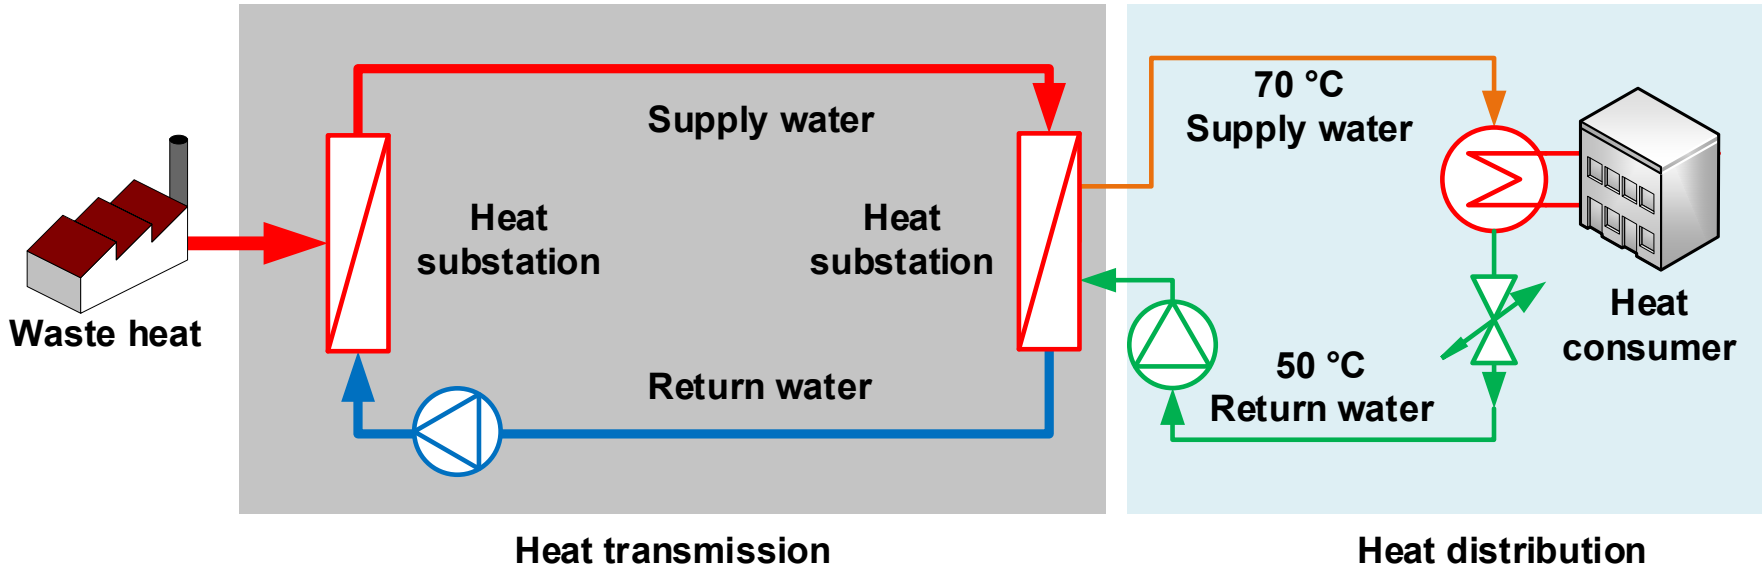 70 °C
Supply water
Supply water
Heat
substation
Heat
substation
Waste heat
Heat
consumer
Return water
50 °C
Return water
Heat transmission
Heat distribution